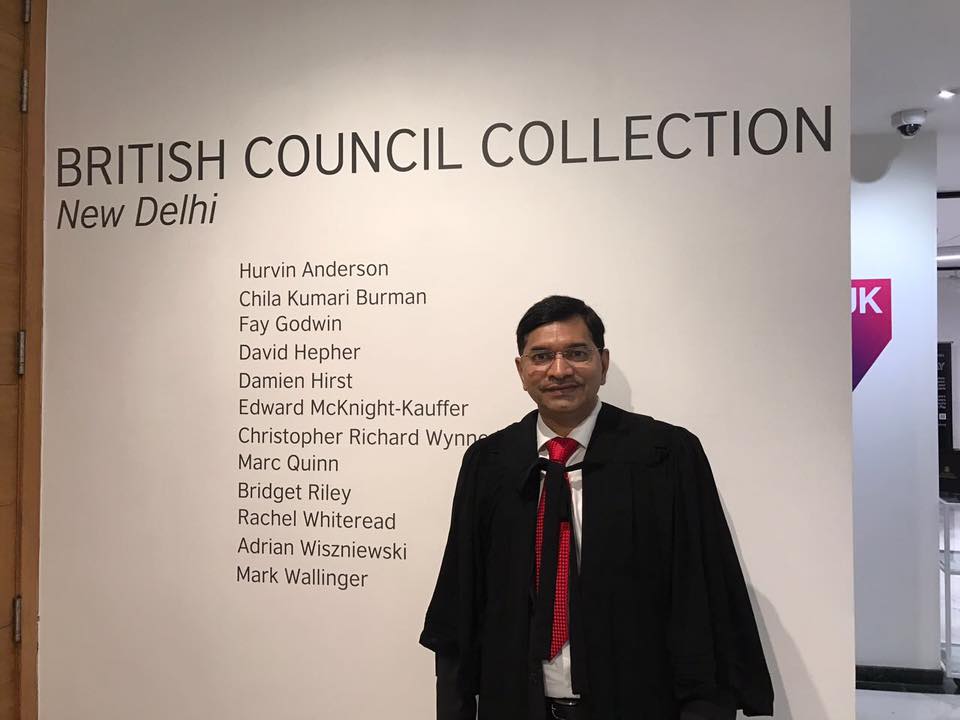 BRITISH COUNCIL COLLECTION
New Delhi
Hurvin Anderson
Chila Kumari Burman
Fay Godwin
David Hepher
Damien Hirst
Edward McKnight-Kauffer
Christopher Richard Wynne
Marc Quinn
Bridget Riley
Rachel Whiteread
Adrian Wiszniewski
Mark Wallinger
UK